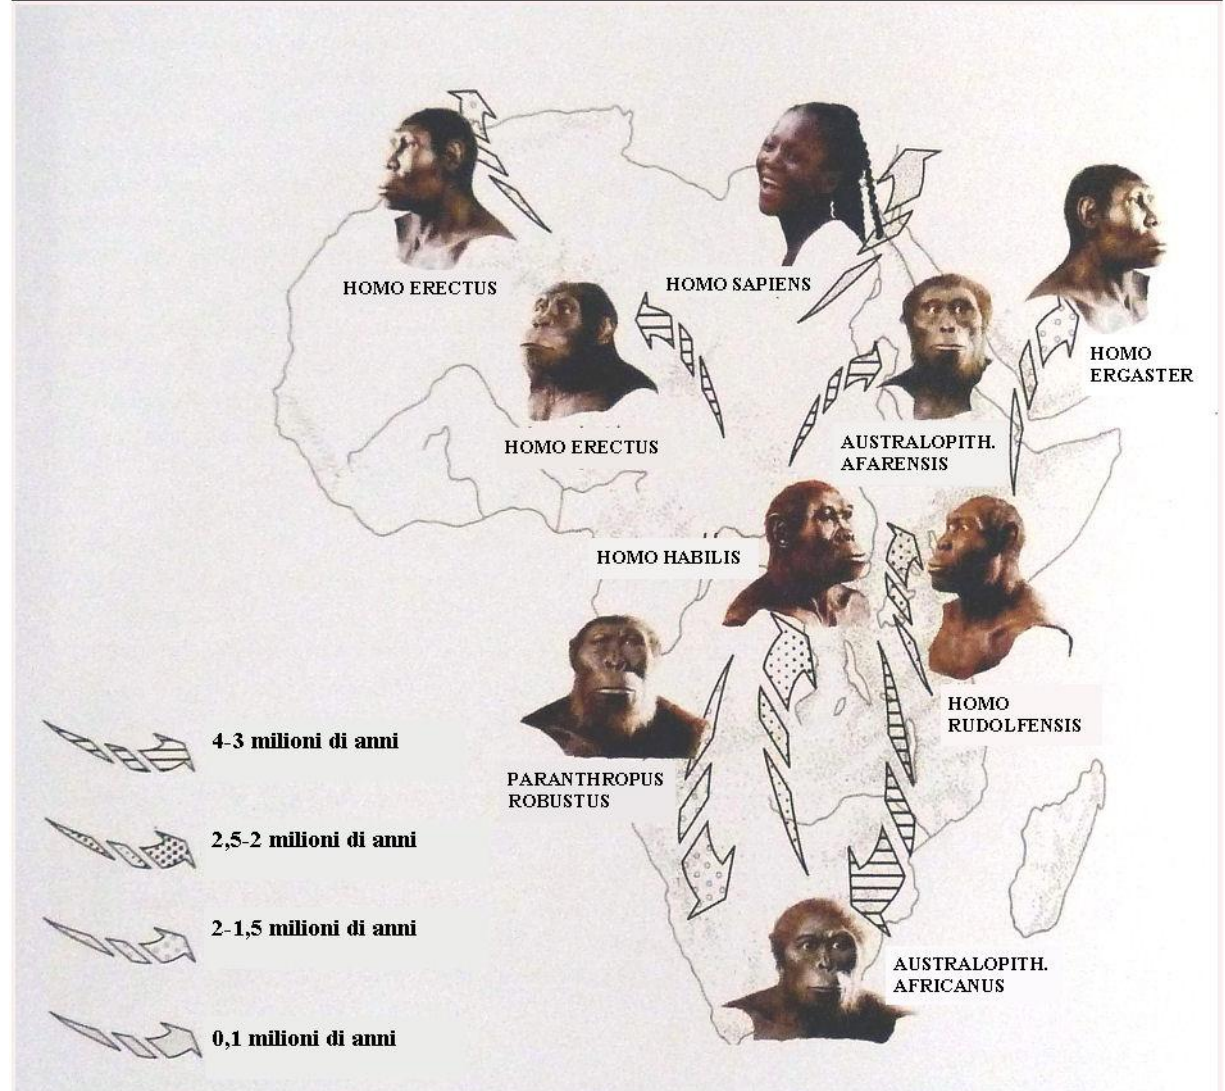 HOMO ERECTUS
HOMO SAPIENS
HOMO
ERGASTER
HOMO ERECTUS
AUSTRALOPITH.
AFARENSIS
HOMO HABILIS
HOMO
RUDOLFENSIS
PARANTHROPUS
ROBUSTUS
AUSTRALOPITH.
AFRICANUS
4-3 milioni di anni
2,5-2 milioni di anni
2-1,5 milioni di anni
0,1 milioni di anni